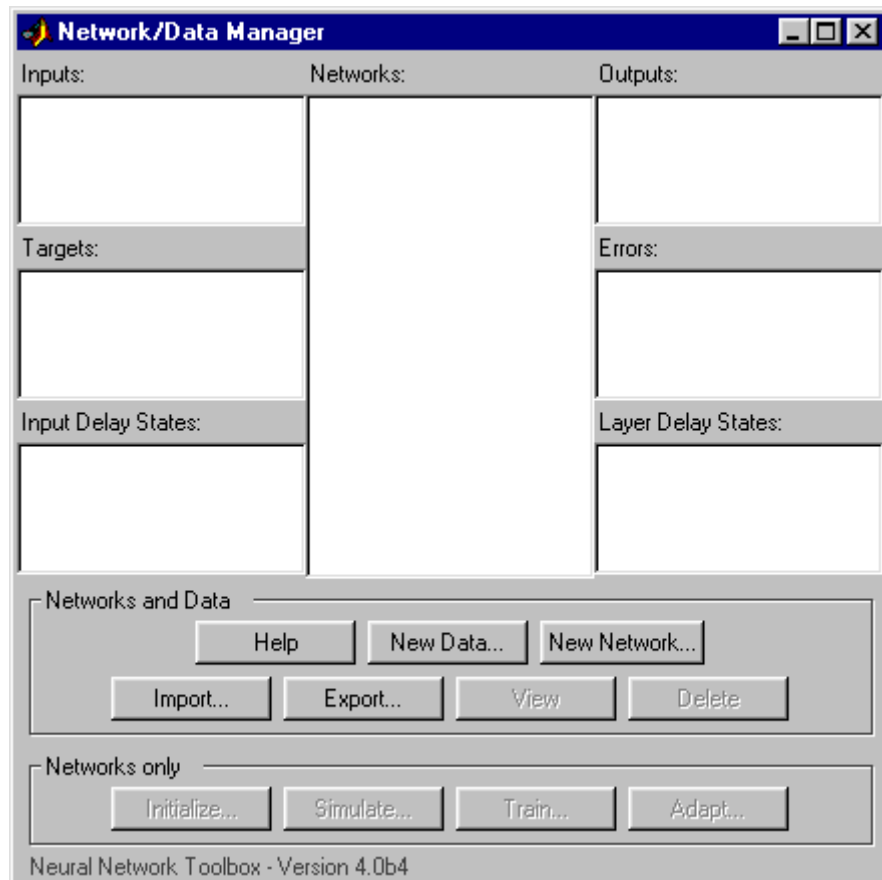 Network/Data Manager
Inputs: Networks: Outputs:
Targets: Errors:
Input Delay States: Layer Delay States:
Networks and Data
Help New Data... New Network...
Import... Export... View Delete
Networks only
Initialize... Simulate... Train... Adapt...
Neural Network Toolbox - Version 4.0b4